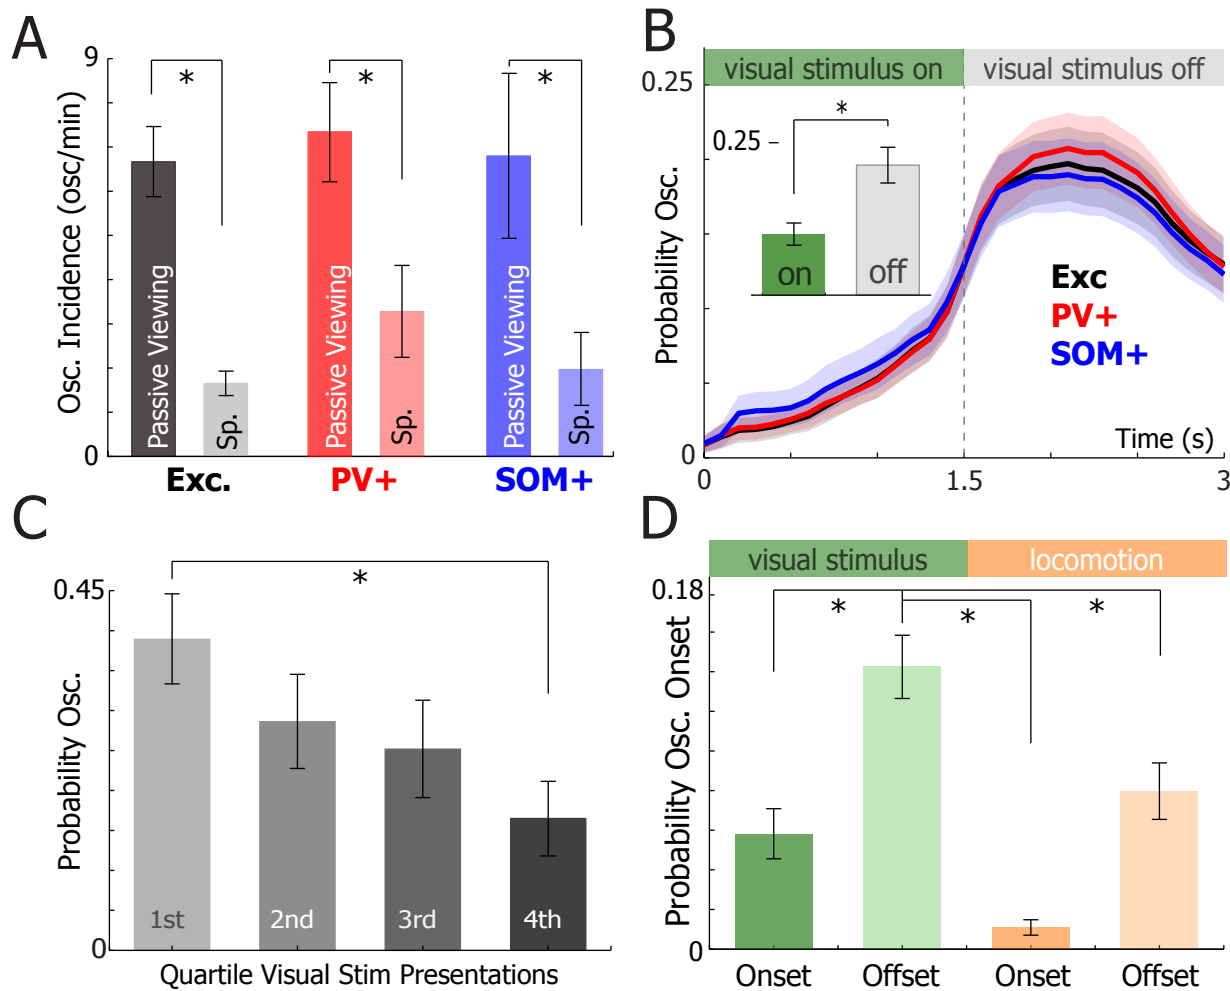 A
9
Osc. Incidence (osc/min)
0
* * *
Passive Viewing
Sp.
Passive Viewing
Sp.
Passive Viewing
Sp.
Exc. PV+ SOM+
B
visual stimulus on visual stimulus off
0.25
Probability Osc.
0
0.25
*
on off
Exc
PV+
SOM+
Time (s)
0 1.5 3
C
0.45
Probability Osc.
0
*
1st 2nd 3rd 4th
Quartile Visual Stim Presentations
D
visual stimulus locomotion
0.18
Probability Osc. Onset
0
* * *
Onset Offset Onset Offset